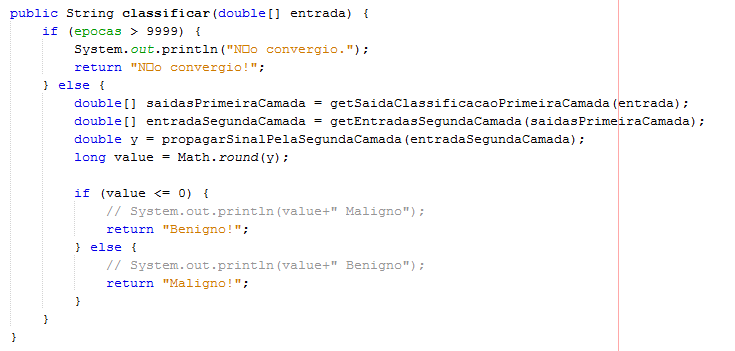 public String classificar(double[] entrada) {
    if (epocas > 9999) {
        System.out.println("N□o convergio.");
        return "N□o convergio!";
    } else {
        double[] saidasPrimeiraCamada = getSaidaClassificacaoPrimeiraCamada(entrada);
        double[] entradaSegundaCamada = getEntradasSegundaCamada(saidasPrimeiraCamada);
        double y = propagarSinalPelaSegundaCamada(entradaSegundaCamada);
        long value = Math.round(y);
        if (value <= 0) {
            // System.out.println(value+" Maligno");
            return "Benigno!";
        } else {
            // System.out.println(value+" Benigno");
            return "Maligno!";
        }
    }
}